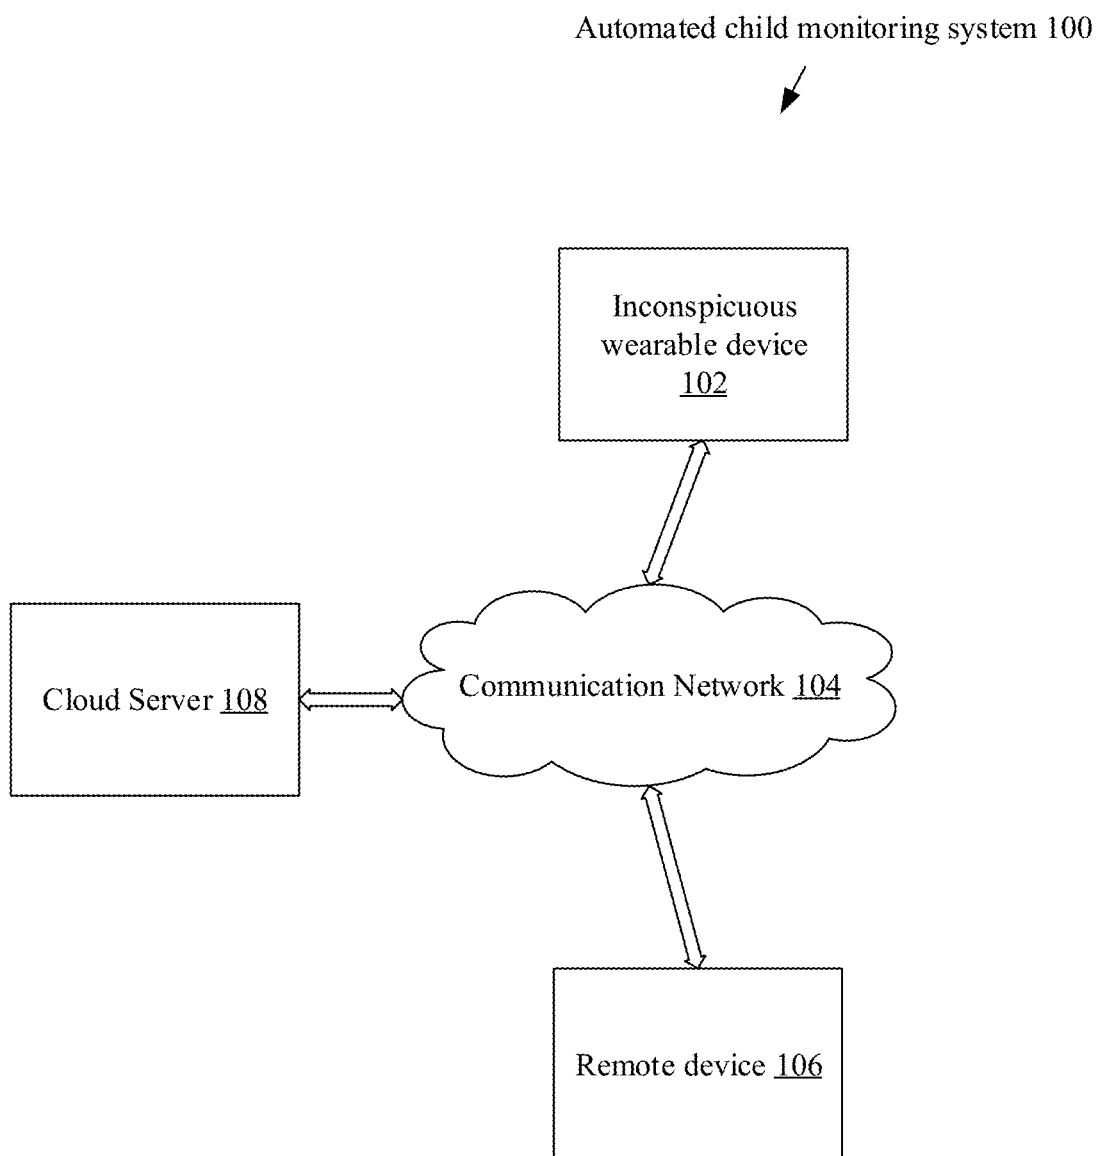 Automated child monitoring system 100
Inconspicuous
wearable device
102
Cloud Server 108
Communication Network 104
Remote device 106